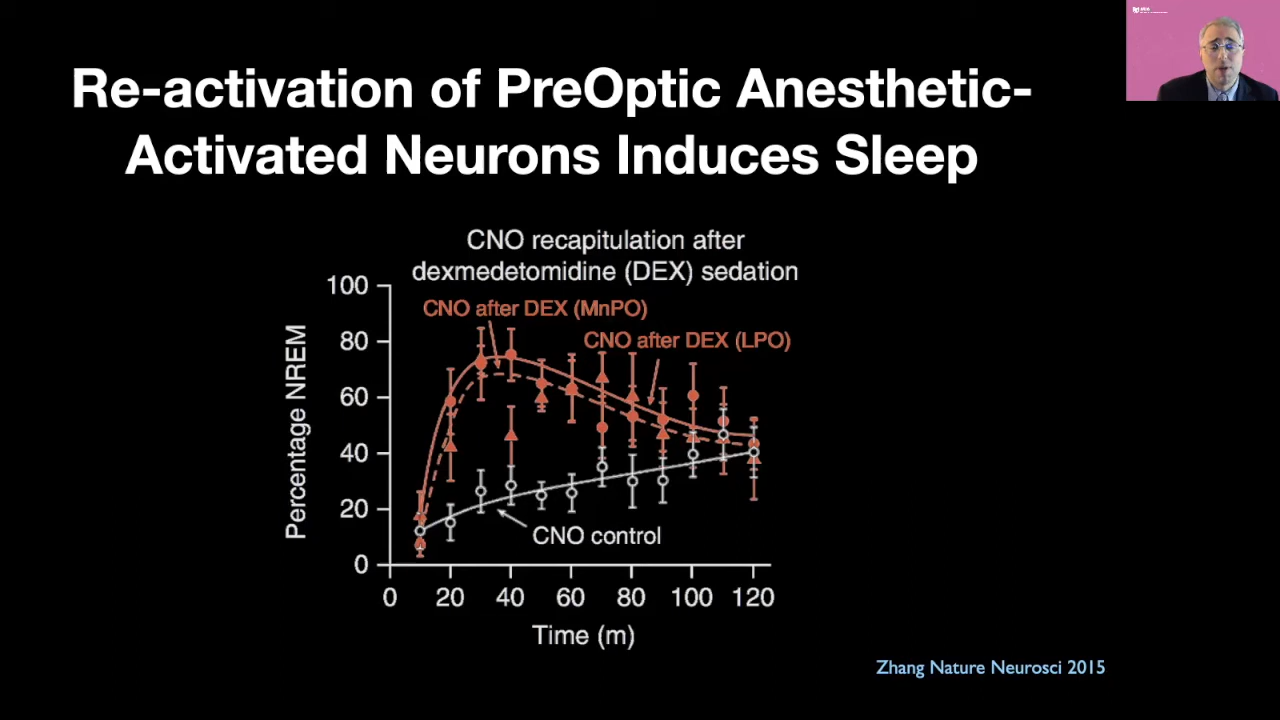 Re-activation of PreOptic Anesthetic-
Activated Neurons Induces Sleep
CNO recapitulation after
dexmedetomidine (DEX) sedation
CNO after DEX (MnPO)
CNO after DEX (LPO)
CNO control
Percentage NREM
100
80
60
40
20
0
0 20 40 60 80 100 120
Time (m)
Zhang Nature Neurosci 2015